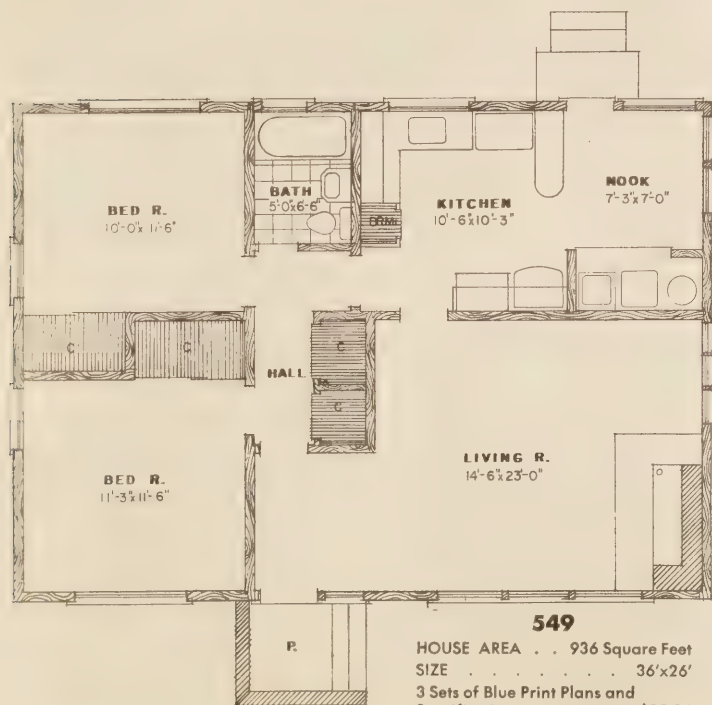 BED R.
10'-0"x 11'-6"
BATH
5'-0"x6'-6"
KITCHEN
10'-6"x10'-3"
NOOK
7'-3"x7'-0"
BRM.
C
C
HALL
C
C
BED R.
11'-3"x11'-6"
LIVING R.
14'-6"x23'-0"
P.
549
HOUSE AREA . . 936 Square Feet
SIZE . . . . . . . 36'x26'
3 Sets of Blue Print Plans and